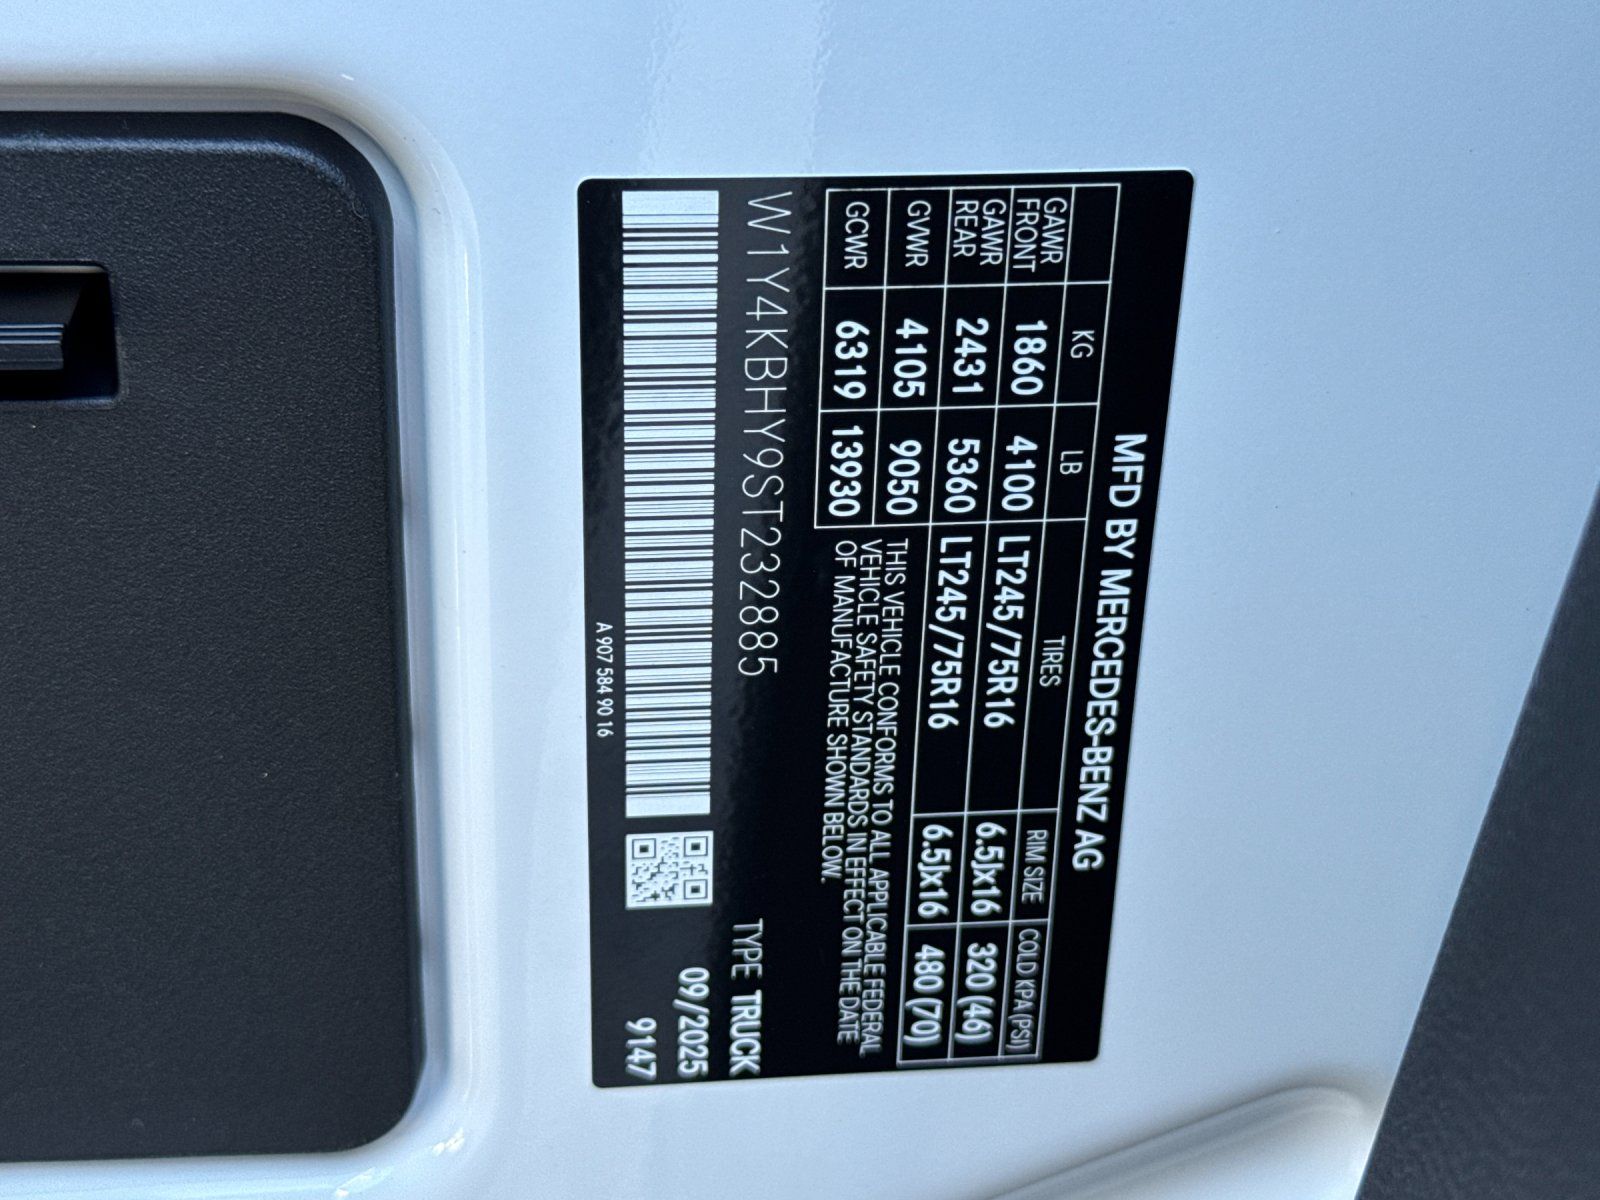 MFD BY MERCEDES-BENZ AG
KG LB TIRES RIM SIZE COLD KPA (PSI)
GAWR FRONT 1860 4100 LT245/75R16 6.5Jx16 320 (46)
GAWR REAR 2431 5360 LT245/75R16 6.5Jx16 480 (70)
GVWR 4105 9050
GCWR 6319 13930
THIS VEHICLE CONFORMS TO ALL APPLICABLE FEDERAL
VEHICLE SAFETY STANDARDS IN EFFECT ON THE DATE
OF MANUFACTURE SHOWN BELOW.
W1Y4KBHY9ST232885
TYPE TRUCK
09/2025
9147
A 907 584 90 16